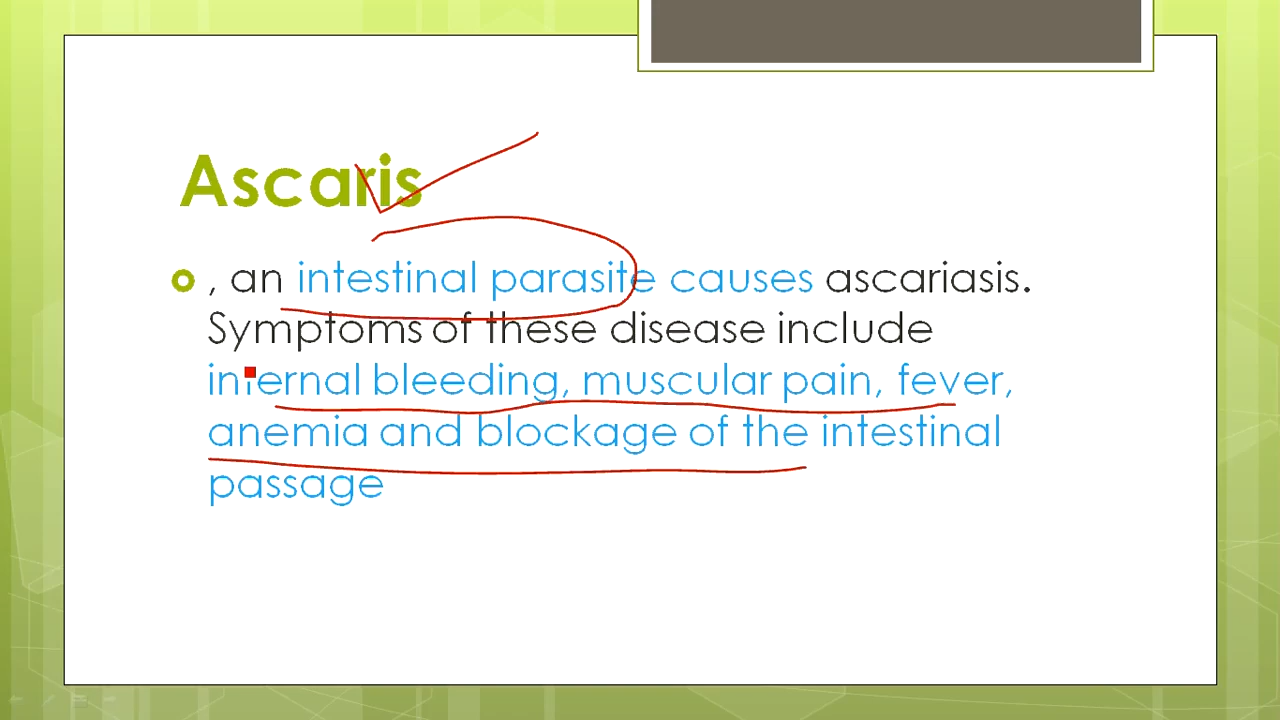 Ascaris
, an intestinal parasite causes ascariasis.
Symptoms of these disease include
internal bleeding, muscular pain, fever,
anemia and blockage of the intestinal
passage